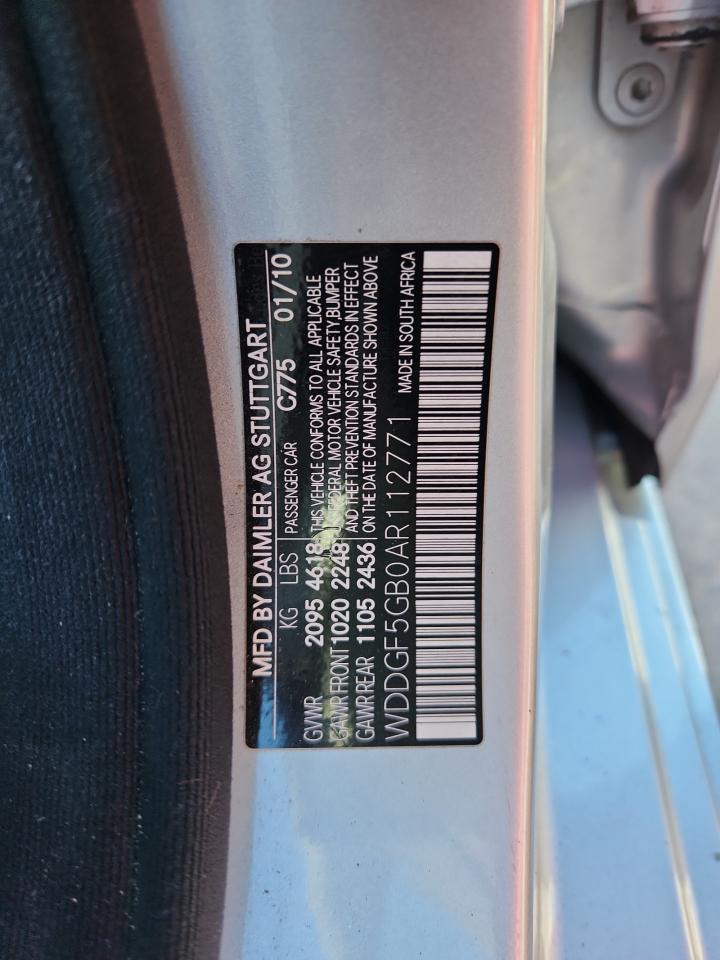 MFD BY DAIMLER AG STUTTGART
KG LBS PASSENGER CAR C775 01/10
GVWR 2095 4618 THIS VEHICLE CONFORMS TO ALL APPLICABLE
GAWR FRONT 1020 2248 FEDERAL MOTOR VEHICLE SAFETY,BUMPER
GAWR REAR 1105 2436 AND THEFT PREVENTION STANDARDS IN EFFECT
ON THE DATE OF MANUFACTURE SHOWN ABOVE
WDDGF5GB0AR112771 MADE IN SOUTH AFRICA